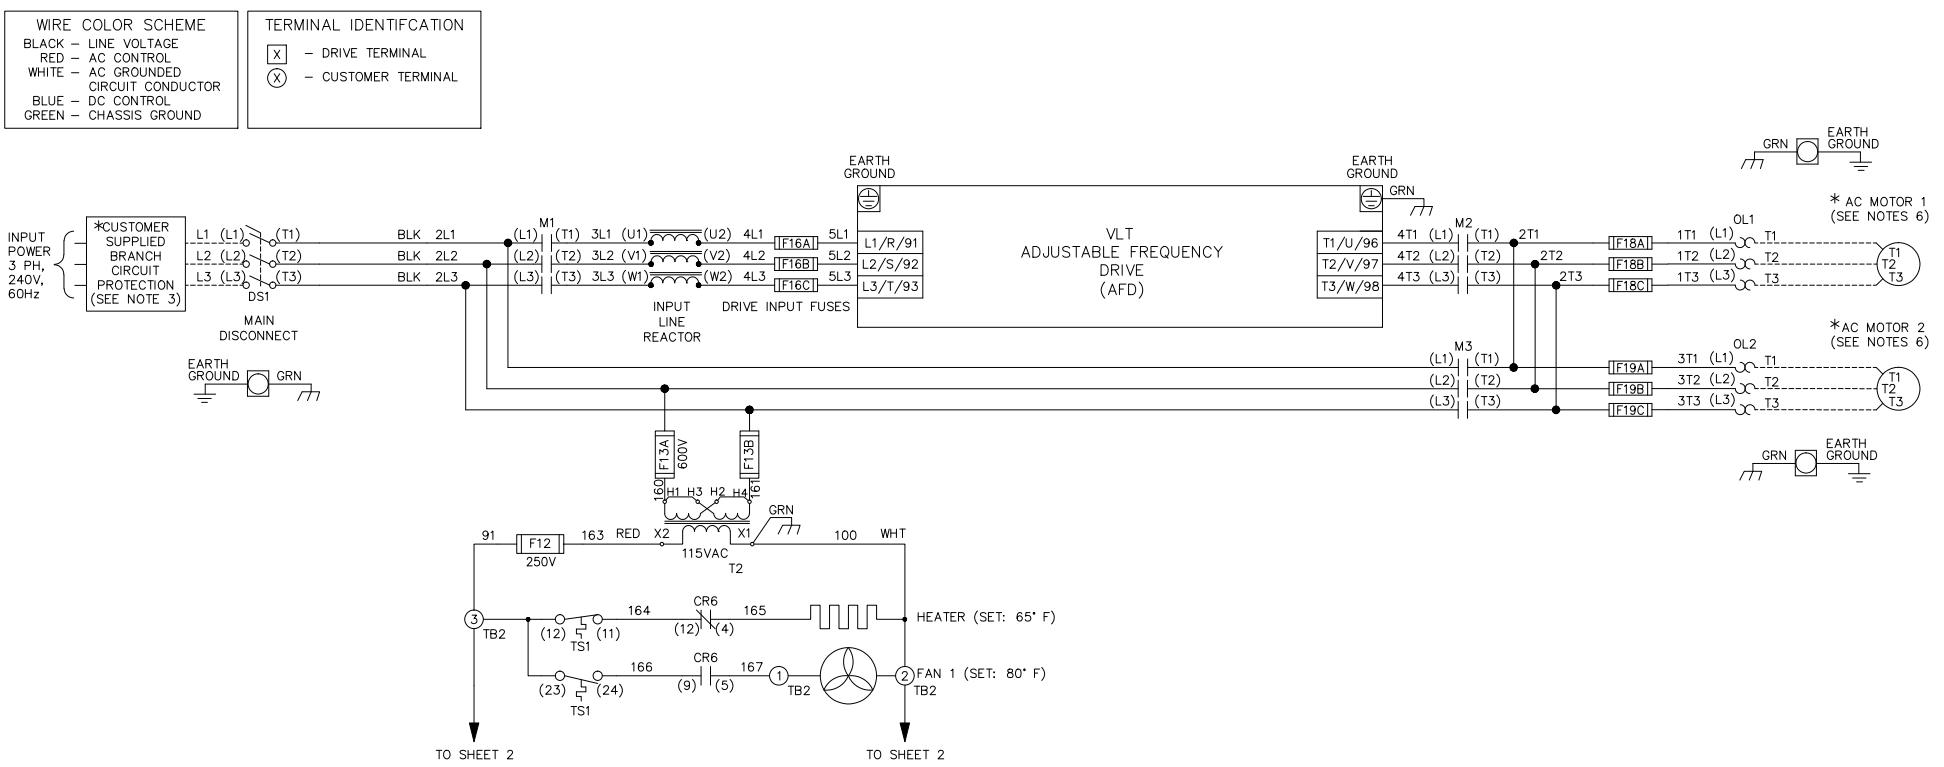 WIRE COLOR SCHEME
BLACK – LINE VOLTAGE
RED – AC CONTROL
WHITE – AC GROUNDED
CIRCUIT CONDUCTOR
BLUE – DC CONTROL
GREEN – CHASSIS GROUND
TERMINAL IDENTIFCATION
X – DRIVE TERMINAL
X – CUSTOMER TERMINAL
INPUT
POWER
3 PH,
240V,
60Hz
*CUSTOMER
SUPPLIED
BRANCH
CIRCUIT
PROTECTION
(SEE NOTE 3)
L1 (L1) (T1) BLK 2L1 (L1) M1 (T1) 3L1 (U1) (U2) 4L1 F16A 5L1 L1/R/91
L2 (L2) (T2) BLK 2L2 (L2) (T2) 3L2 (V1) (V2) 4L2 F16B 5L2 L2/S/92
L3 (L3) (T3) BLK 2L3 (L3) (T3) 3L3 (W1) (W2) 4L3 F16C 5L3 L3/T/93
DS1
MAIN
DISCONNECT
INPUT
LINE
REACTOR
DRIVE INPUT FUSES
EARTH
GROUND
VLT
ADJUSTABLE FREQUENCY
DRIVE
(AFD)
EARTH
GROUND
GRN
T1/U/96 4T1 (L1) M2 (T1) 2T1 F18A 1T1 (L1) OL1 T1
T2/V/97 4T2 (L2) (T2) 2T2 F18B 1T2 (L2) T2
T3/W/98 4T3 (L3) (T3) 2T3 F18C 1T3 (L3) T3
GRN
EARTH
GROUND
* AC MOTOR 1
(SEE NOTES 6)
T1
T2
T3
EARTH
GROUND
GRN
M3
(L1) (T1) F19A 3T1 (L1) OL2 T1
(L2) (T2) F19B 3T2 (L2) T2
(L3) (T3) F19C 3T3 (L3) T3
*AC MOTOR 2
(SEE NOTES 6)
T1
T2
T3
GRN
EARTH
GROUND
F13A
600V
F13B
160
161
H1 H3 H2 H4
GRN
91 F12 163 RED X2 X1 100 WHT
250V
115VAC
T2
3
TB2
(12) (11) 164 CR6 165 HEATER (SET: 65° F)
TS1
(12) (4)
(23) (24) 166 CR6 167 1 2 FAN 1 (SET: 80° F)
TS1
(9) (5)
TB2
TB2
TO SHEET 2
TO SHEET 2